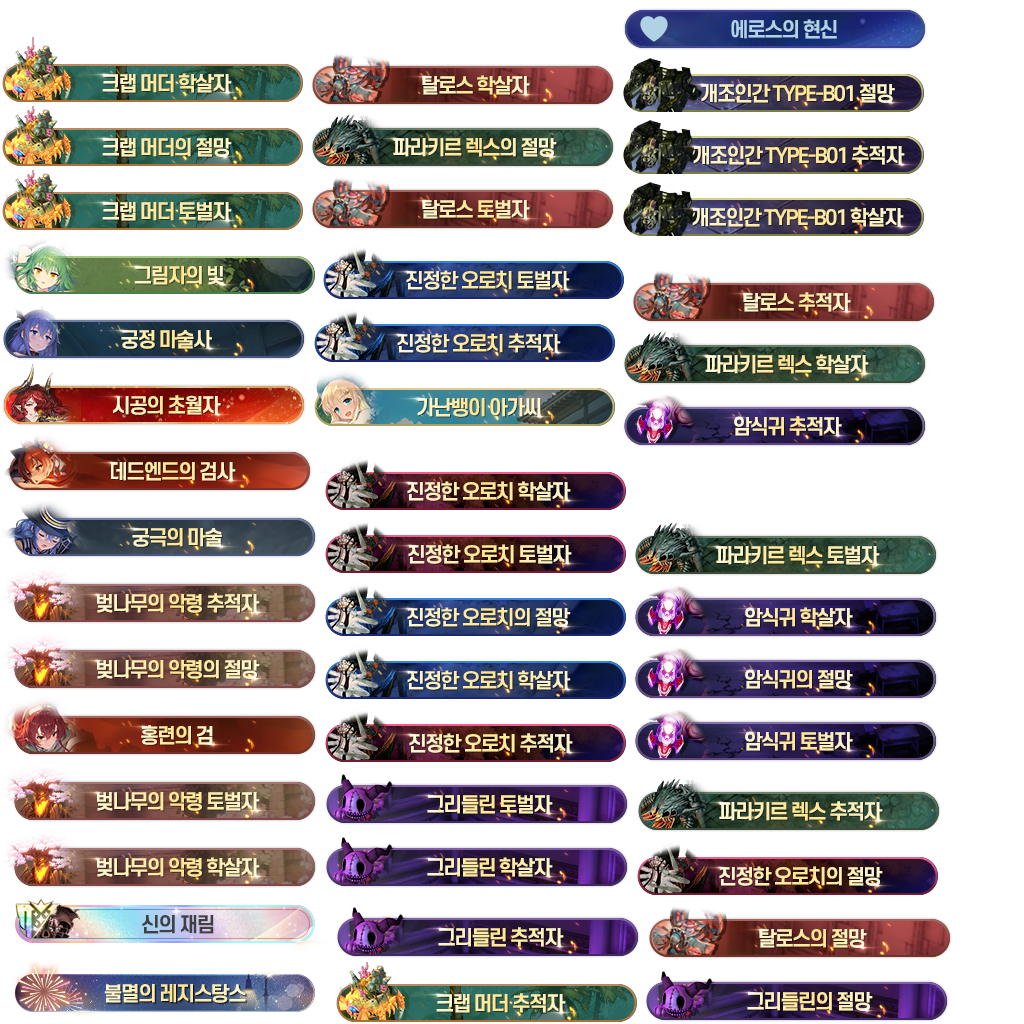 크랩 머더 학살자
크랩 머더의 절망
크랩 머더 토벌자
그림자의 빛
궁정 마술사
시공의 초월자
데드엔드의 검사
궁극의 마술
벚나무의 악령 추적자
벚나무의 악령의 절망
홍련의 검
벚나무의 악령 토벌자
벚나무의 악령 학살자
신의 재림
불멸의 레지스탕스
탈로스 학살자
파라키르 렉스의 절망
탈로스 토벌자
진정한 오로치 토벌자
진정한 오로치 추적자
가난뱅이 아가씨
진정한 오로치 학살자
진정한 오로치 토벌자
진정한 오로치의 절망
진정한 오로치 학살자
진정한 오로치 추적자
그리들린 토벌자
그리들린 학살자
그리들린 추적자
크랩 머더 추적자
에로스의 현신
개조인간 TYPE-B01 절망
개조인간 TYPE-B01 추적자
개조인간 TYPE-B01 학살자
탈로스 추적자
파라키르 렉스 학살자
암식귀 추적자
파라키르 렉스 토벌자
암식귀 학살자
암식귀의 절망
암식귀 토벌자
파라키르 렉스 추적자
진정한 오로치의 절망
탈로스의 절망
그리들린의 절망